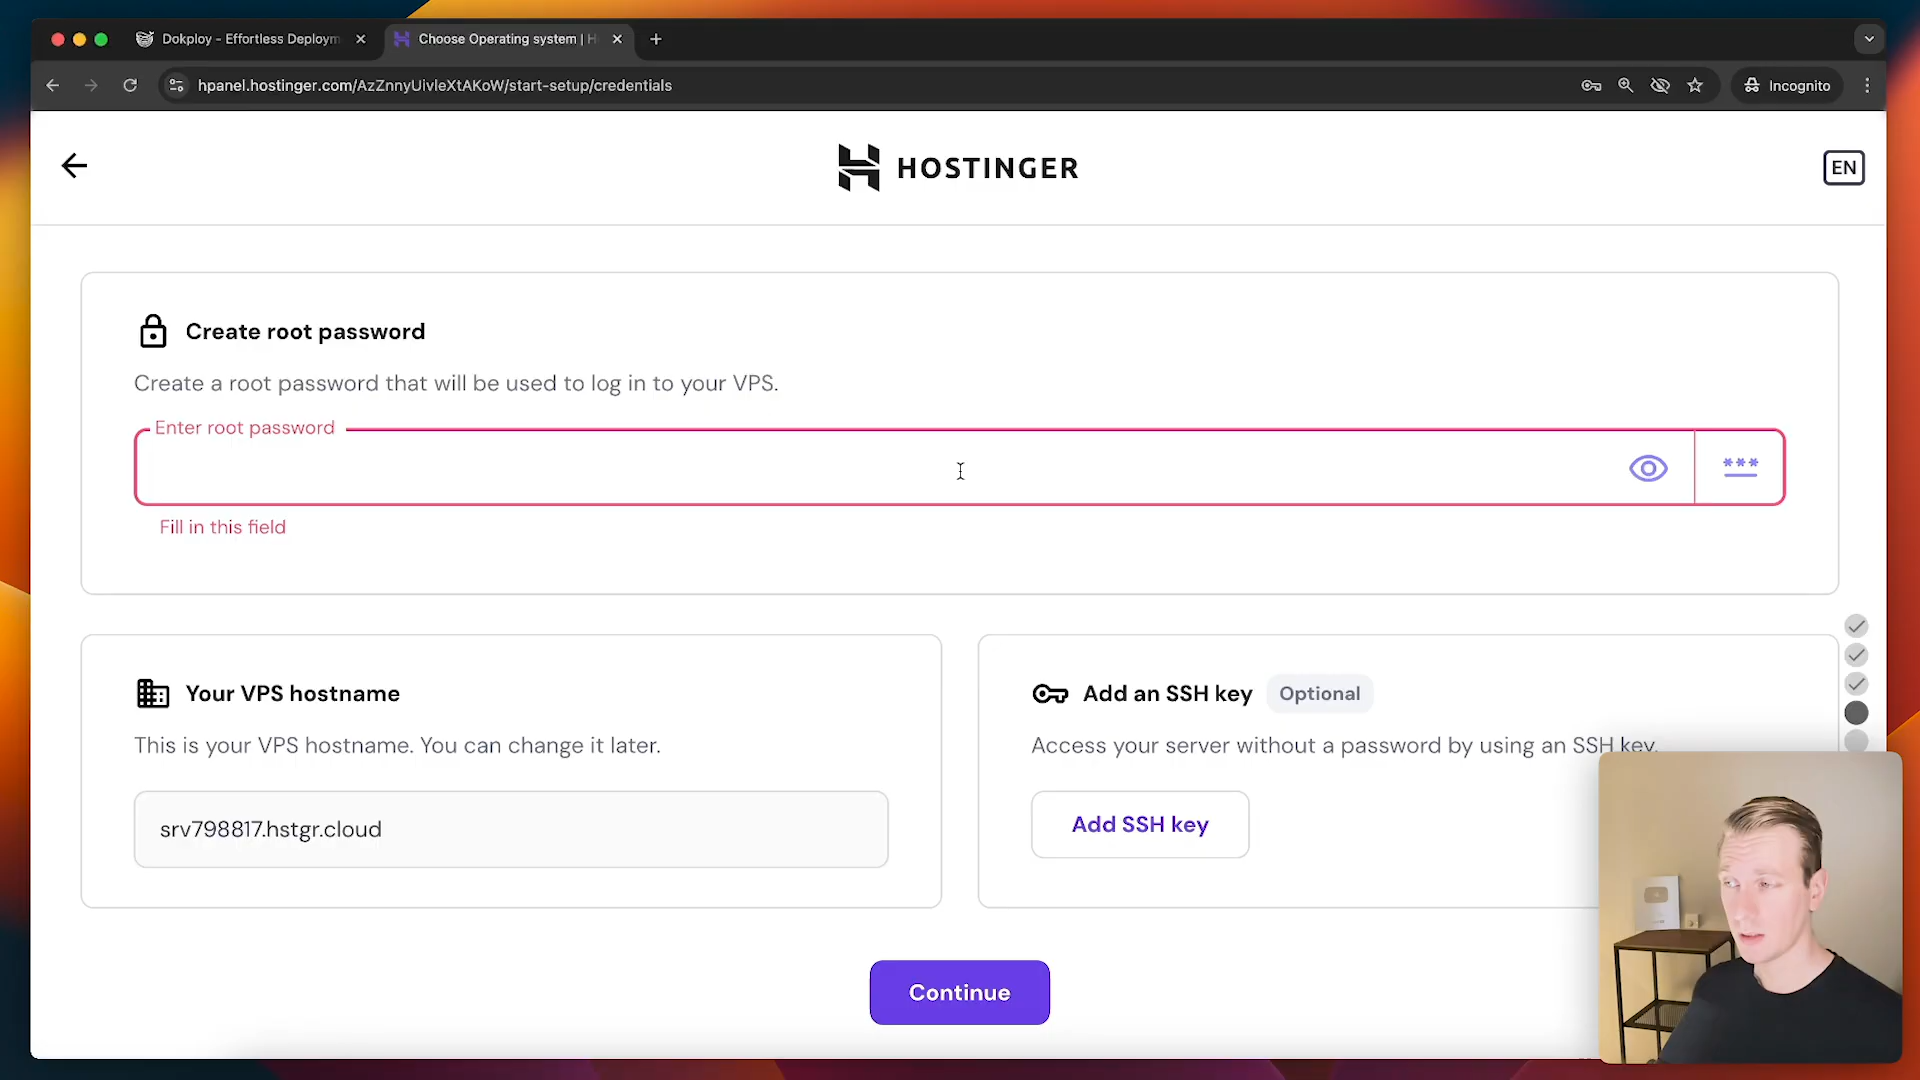 Dokploy - Effortless Deploym
Choose Operating system | H
hpanel.hostinger.com/AzZnnyUivleXtAKoW/start-setup/credentials
Incognito
HOSTINGER
EN
Create root password
Create a root password that will be used to log in to your VPS.
Enter root password
***
Fill in this field
Your VPS hostname
This is your VPS hostname. You can change it later.
srv798817.hstgr.cloud
Add an SSH key
Optional
Access your server without a password by using an SSH key.
Add SSH key
Continue